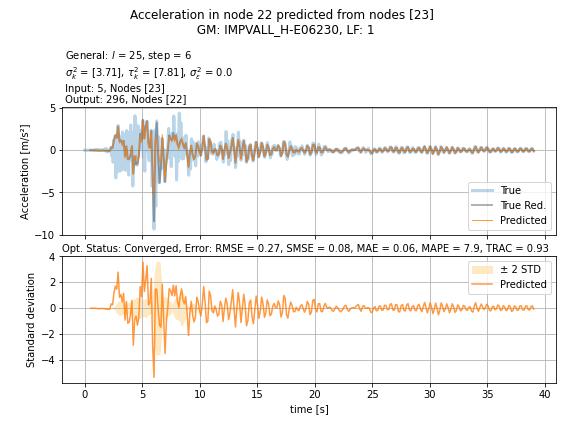 Acceleration in node 22 predicted from nodes [23]
GM: IMPVALL_H-E06230, LF: 1
General: l = 25, step = 6
σ²ₖ = [3.71], τ²ₖ = [7.81], σ²ᵣ = 0.0
Input: 5, Nodes [23]
Output: 296, Nodes [22]
Acceleration [m/s²]
5
0
−5
−10
True
True Red.
Predicted
Opt. Status: Converged, Error: RMSE = 0.27, SMSE = 0.08, MAE = 0.06, MAPE = 7.9, TRAC = 0.93
Standard deviation
4
2
0
−2
−4
± 2 STD
Predicted
0 5 10 15 20 25 30 35 40
time [s]